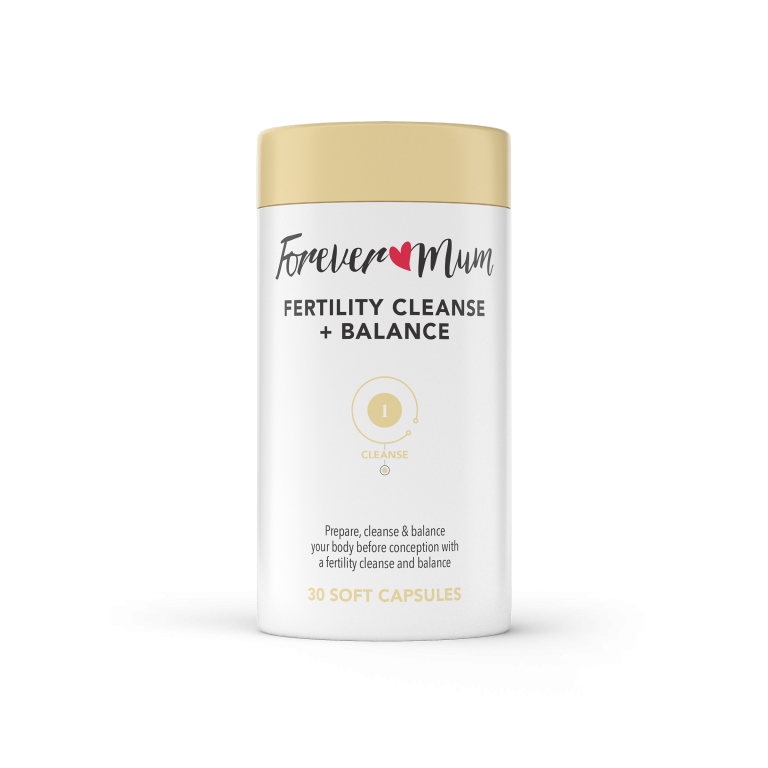 Forever Mum
FERTILITY CLEANSE
+ BALANCE
1
CLEANSE
Prepare, cleanse & balance
your body before conception with
a fertility cleanse and balance
30 SOFT CAPSULES